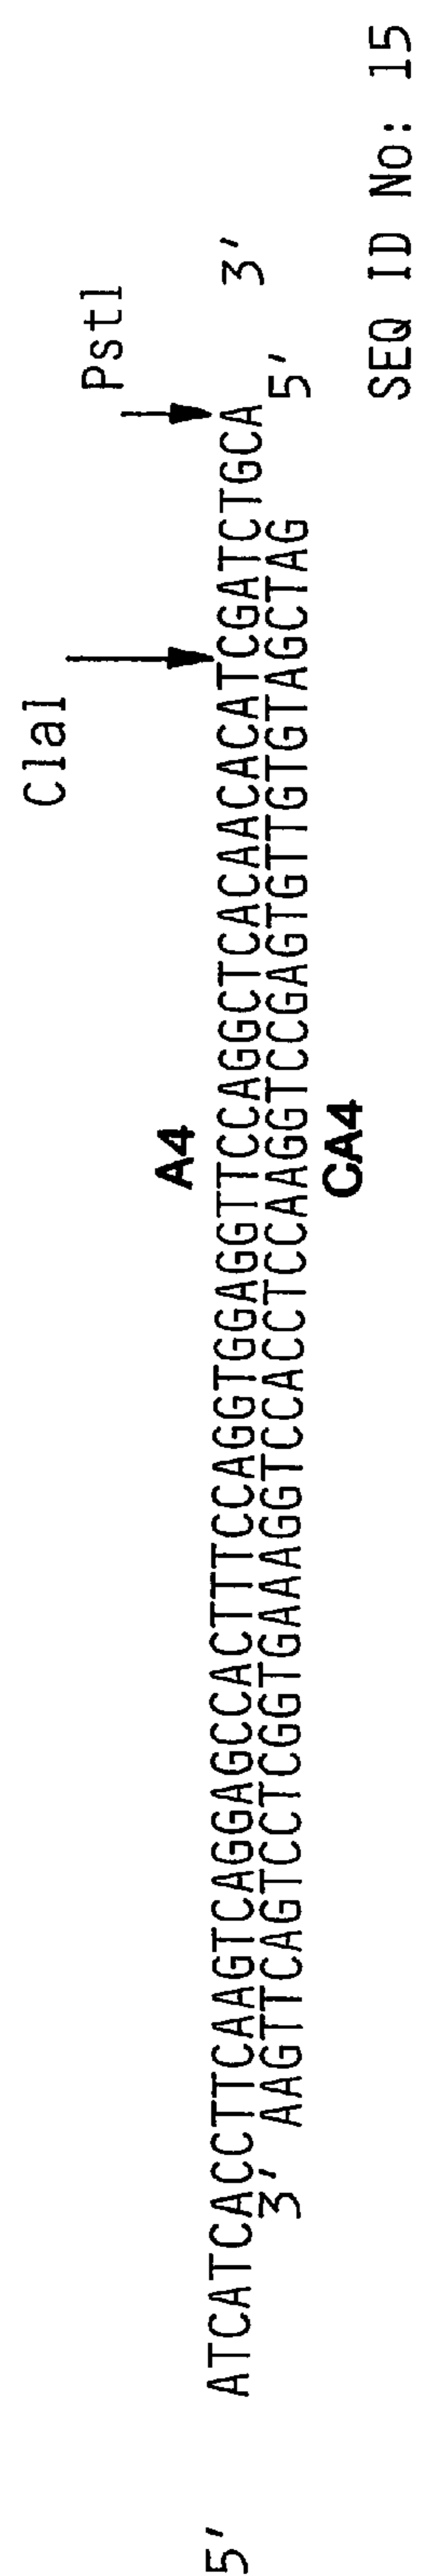 ClaI
PstI
A4
5' ATCATCACCTTCAAGTCAGGAGCCACTTTCCAGGTGGAGGTTCCAGGCTCACAACACATCGATCTGCA 3'
3' AAGTTCAGTCCTCGGTGAAAGGTCCACCTCCAAGGTCCGAGTGTTGTGTAGCTAG 5'
CA4
SEQ ID No: 15